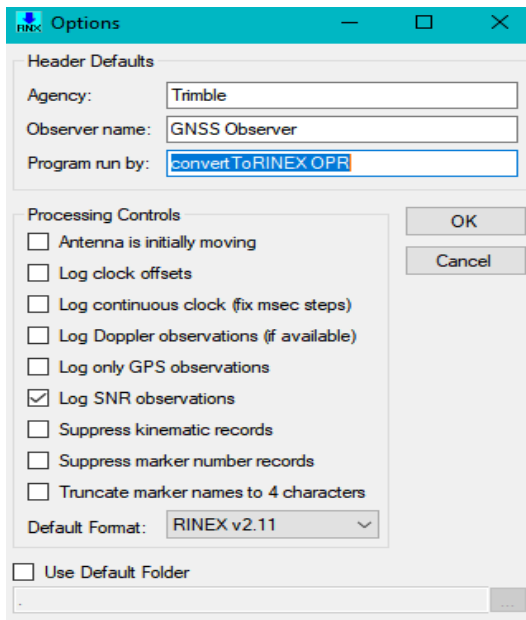 RINX Options
Header Defaults
Agency: Trimble
Observer name: GNSS Observer
Program run by: convertToRINEX OPR
Processing Controls
OK
Antenna is initially moving
Cancel
Log clock offsets
Log continuous clock (fix msec steps)
Log Doppler observations (if available)
Log only GPS observations
Log SNR observations
Suppress kinematic records
Suppress marker number records
Truncate marker names to 4 characters
Default Format: RINEX v2.11
Use Default Folder
. ...